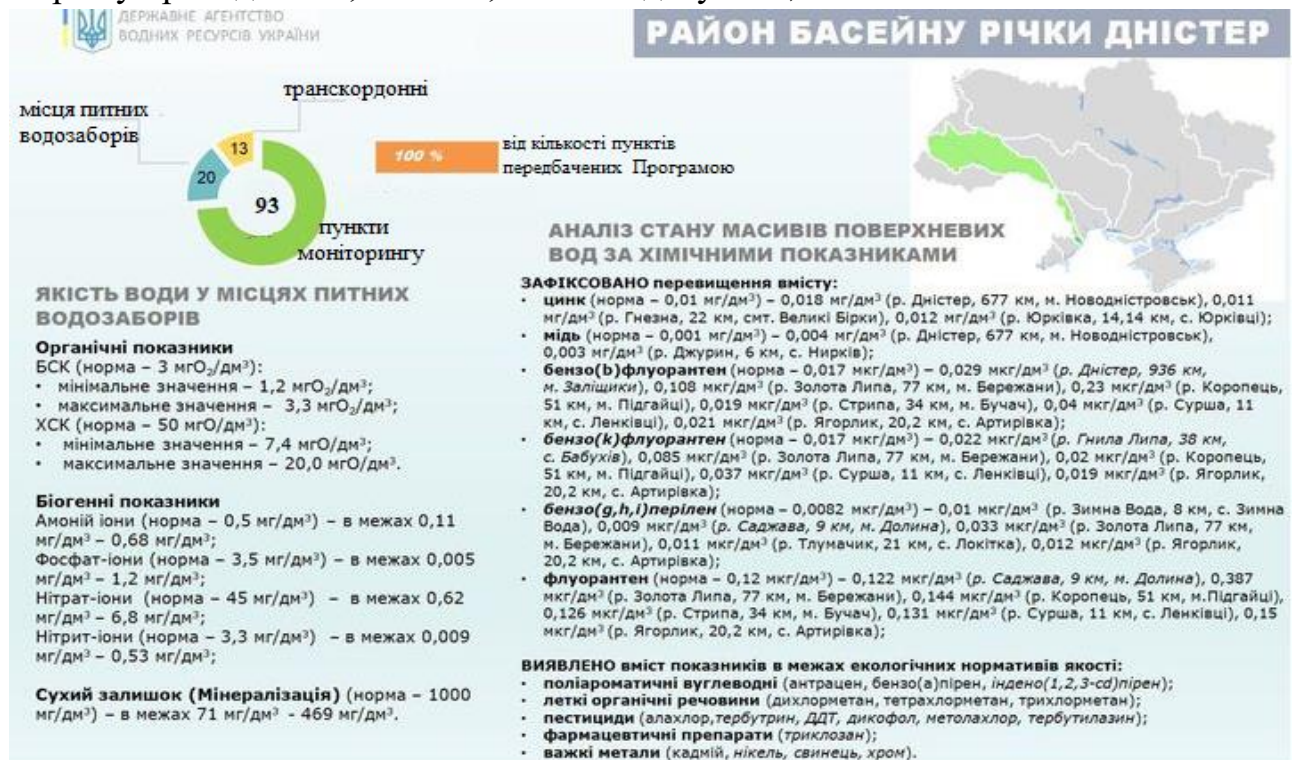 ДЕРЖАВНЕ АГЕНТСТВО
ВОДНИХ РЕСУРСІВ УКРАЇНИ
РАЙОН БАСЕЙНУ РІЧКИ ДНІСТЕР
транскордонні
місця питних
водозаборів
13
20
93
100 %
від кількості пунктів
передбачених Програмою
пункти
моніторингу
ЯКІСТЬ ВОДИ У МІСЦЯХ ПИТНИХ
ВОДОЗАБОРІВ
Органічні показники
БСК (норма – 3 мгО₂/дм³):
• мінімальне значення – 1,2 мгО₂/дм³;
• максимальне значення – 3,3 мгО₂/дм³;
ХСК (норма – 50 мгО/дм³):
• мінімальне значення – 7,4 мгО/дм³;
• максимальне значення – 20,0 мгО/дм³.
Біогенні показники
Амоній іони (норма – 0,5 мг/дм³) – в межах 0,11
мг/дм³ – 0,68 мг/дм³;
Фосфат-іони (норма – 3,5 мг/дм³) – в межах 0,005
мг/дм³ – 1,2 мг/дм³;
Нітрат-іони (норма – 45 мг/дм³) – в межах 0,62
мг/дм³ – 6,8 мг/дм³;
Нітрит-іони (норма – 3,3 мг/дм³) – в межах 0,009
мг/дм³ – 0,53 мг/дм³;
Сухий залишок (Мінералізація) (норма – 1000
мг/дм³) – в межах 71 мг/дм³ - 469 мг/дм³.
АНАЛІЗ СТАНУ МАСИВІВ ПОВЕРХНЕВИХ
ВОД ЗА ХІМІЧНИМИ ПОКАЗНИКАМИ
ЗАФІКСОВАНО перевищення вмісту:
• цинк (норма – 0,01 мг/дм³) – 0,018 мг/дм³ (р. Дністер, 677 км, м. Новодністровськ), 0,011
мг/дм³ (р. Гнезна, 22 км, смт. Великі Бірки), 0,012 мг/дм³ (р. Юрківка, 14,14 км, с. Юрківці);
• мідь (норма – 0,001 мг/дм³) – 0,004 мг/дм³ (р. Дністер, 677 км, м. Новодністровськ),
0,003 мг/дм³ (р. Джурин, 6 км, с. Нирків);
• бензо(b)флуорантен (норма – 0,017 мкг/дм³) – 0,029 мкг/дм³ (р. Дністер, 936 км,
м. Заліщики), 0,108 мкг/дм³ (р. Золота Липа, 77 км, м. Бережани), 0,23 мкг/дм³ (р. Коропець,
51 км, м. Підгайці), 0,019 мкг/дм³ (р. Стрипа, 34 км, м. Бучач), 0,04 мкг/дм³ (р. Сурша, 11
км, с. Ленківці), 0,021 мкг/дм³ (р. Ягорлик, 20,2 км, с. Артирівка);
• бензо(k)флуорантен (норма – 0,017 мкг/дм³) – 0,022 мкг/дм³ (р. Гнила Липа, 38 км,
с. Бабухів), 0,085 мкг/дм³ (р. Золота Липа, 77 км, м. Бережани), 0,02 мкг/дм³ (р. Коропець,
51 км, м. Підгайці), 0,037 мкг/дм³ (р. Сурша, 11 км, с. Ленківці), 0,019 мкг/дм³ (р. Ягорлик,
20,2 км, с. Артирівка);
• бензо(g,h,i)перілен (норма – 0,0082 мкг/дм³) – 0,01 мкг/дм³ (р. Зимна Вода, 8 км, с. Зимна
Вода), 0,009 мкг/дм³ (р. Саджава, 9 км, м. Долина), 0,033 мкг/дм³ (р. Золота Липа, 77 км,
м. Бережани), 0,011 мкг/дм³ (р. Тлумачик, 21 км, с. Локітка), 0,012 мкг/дм³ (р. Ягорлик,
20,2 км, с. Артирівка);
• флуорантен (норма – 0,12 мкг/дм³) – 0,122 мкг/дм³ (р. Саджава, 9 км, м. Долина), 0,387
мкг/дм³ (р. Золота Липа, 77 км, м. Бережани), 0,144 мкг/дм³ (р. Коропець, 51 км, м.Підгайці),
0,126 мкг/дм³ (р. Стрипа, 34 км, м. Бучач), 0,131 мкг/дм³ (р. Сурша, 11 км, с. Ленківці), 0,15
мкг/дм³ (р. Ягорлик, 20,2 км, с. Артирівка);
ВИЯВЛЕНО вміст показників в межах екологічних нормативів якості:
• поліароматичні вуглеводні (антрацен, бензо(а)пірен, індено(1,2,3-cd)пірен);
• леткі органічні речовини (дихлорметан, тетрахлорметан, трихлорметан);
• пестициди (алахлор,тербутрин, ДДТ, дикофол, метолахлор, тербутилазин);
• фармацевтичні препарати (триклозан);
• важкі метали (кадмій, нікель, свинець, хром).